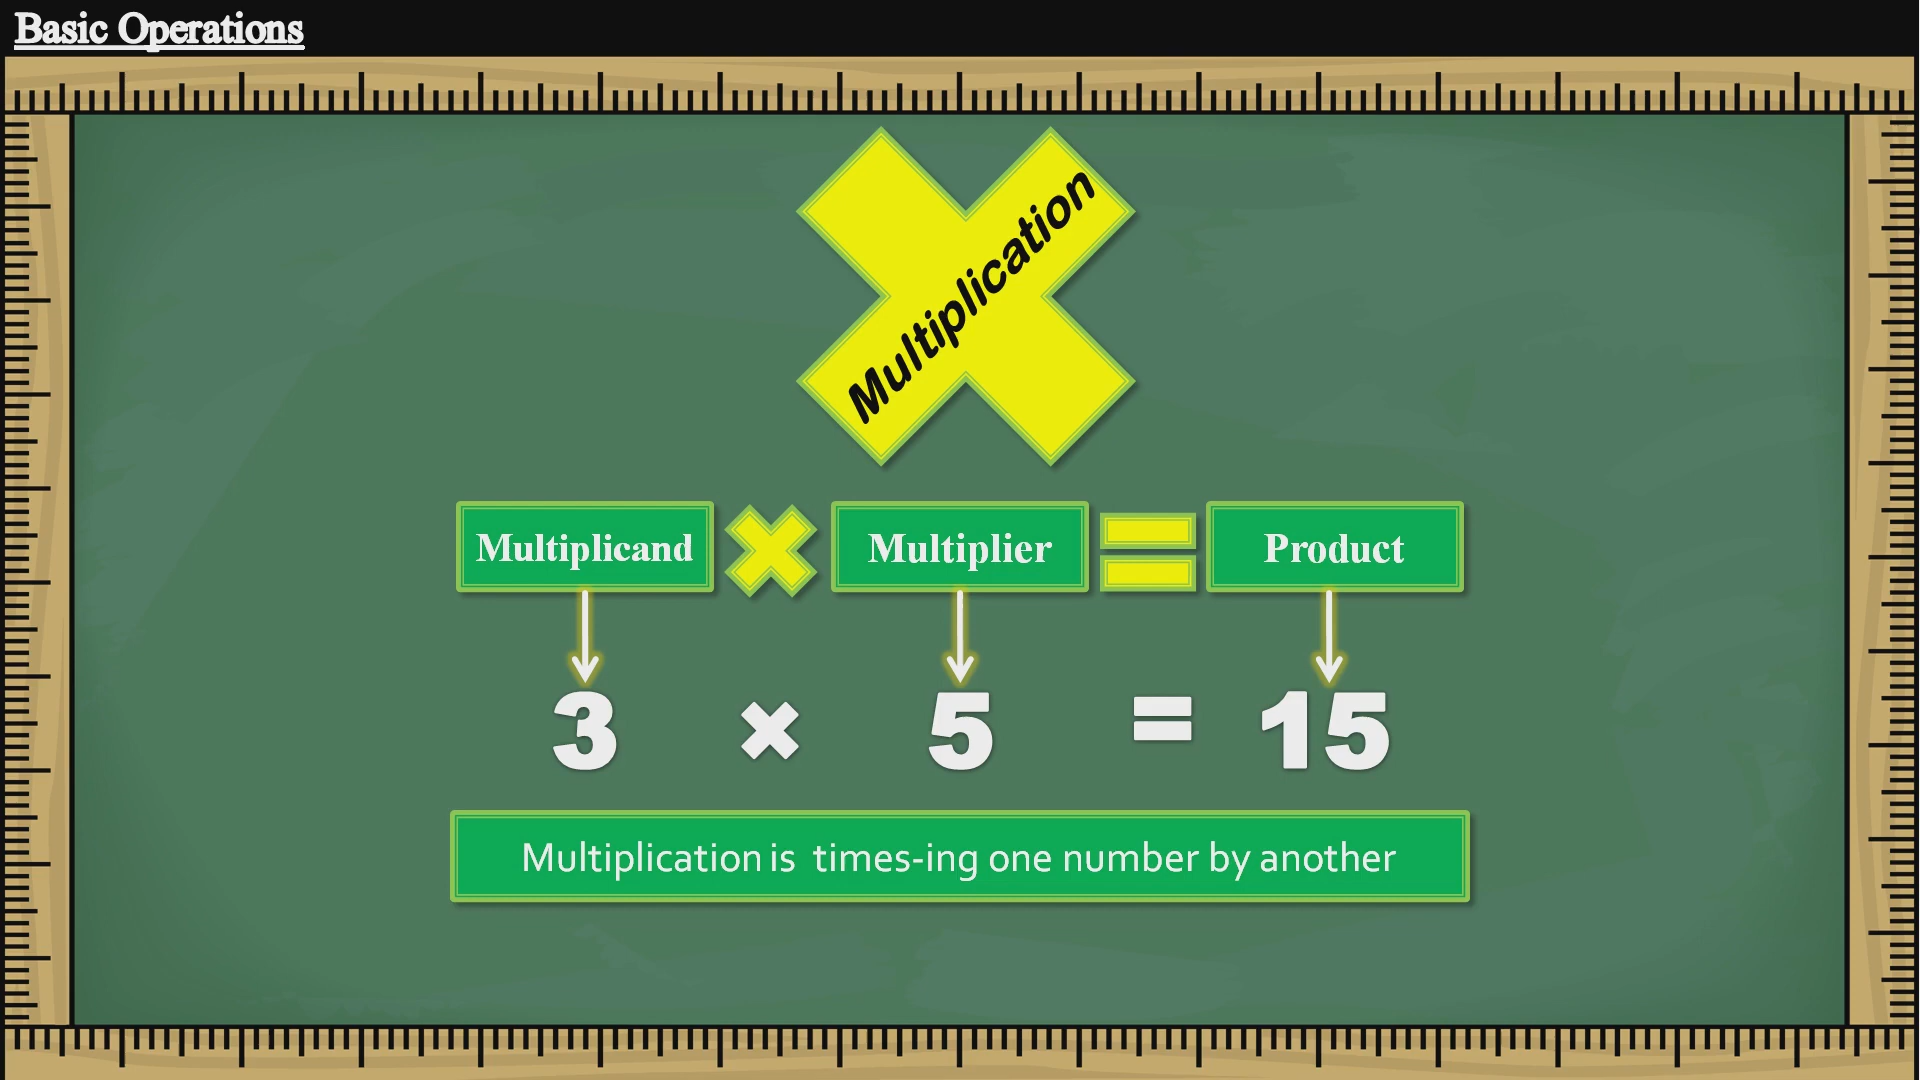 Basic Operations
Multiplication
Multiplicand × Multiplier = Product
3 × 5 = 15
Multiplication is times-ing one number by another